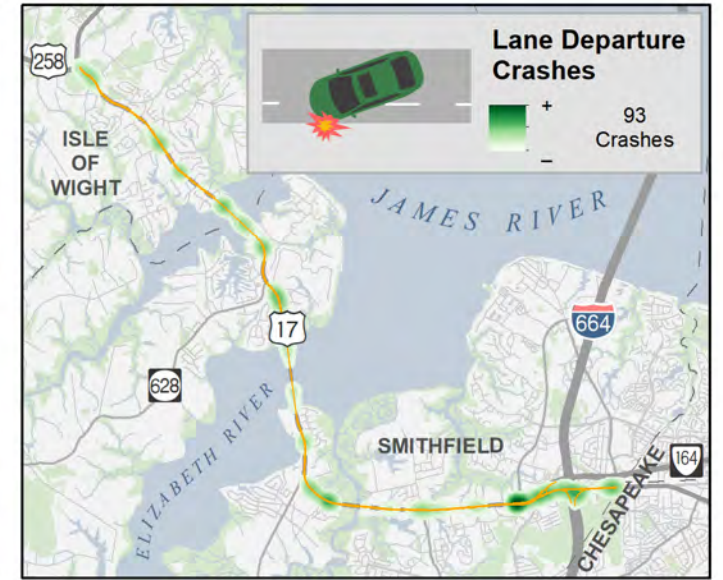 Lane Departure
Crashes
+
93
Crashes
–
258
ISLE
OF
WIGHT
JAMES RIVER
664
17
628
ELIZABETH RIVER
SMITHFIELD
164
CHESAPEAKE